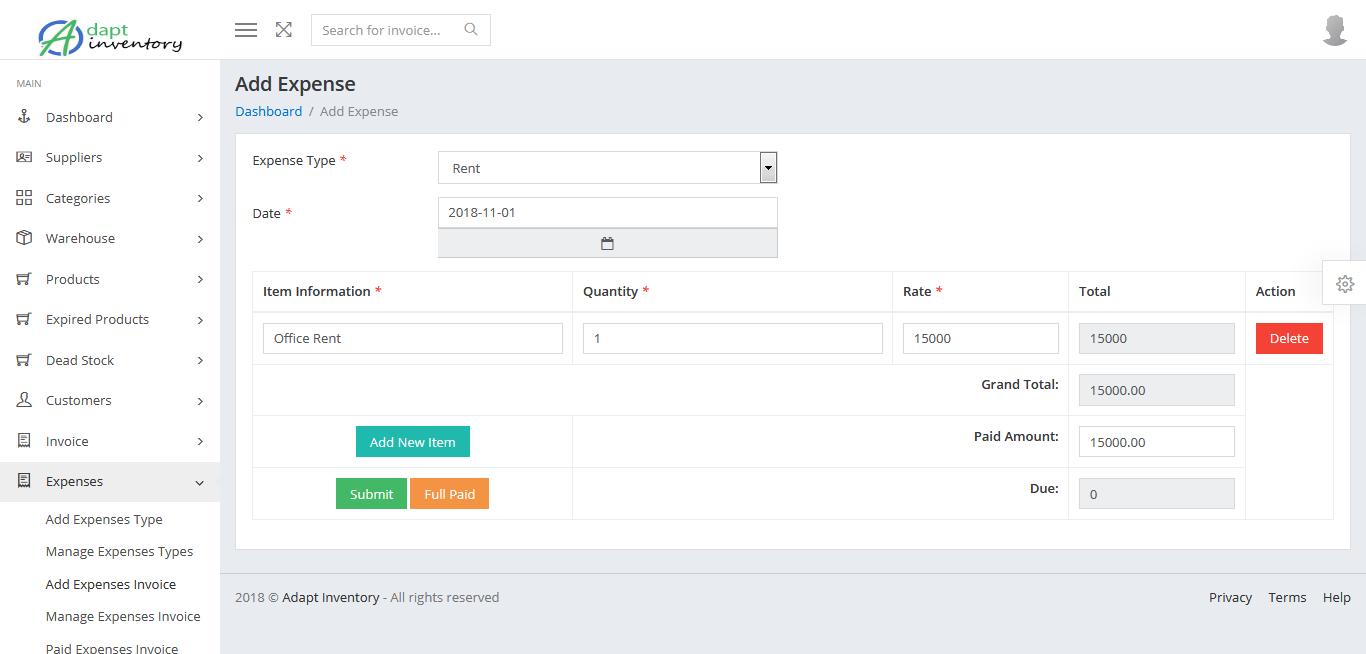 Adapt
inventory
Search for invoice...
MAIN
Dashboard
Suppliers
Categories
Warehouse
Products
Expired Products
Dead Stock
Customers
Invoice
Expenses
Add Expenses Type
Manage Expenses Types
Add Expenses Invoice
Manage Expenses Invoice
Paid Expenses Invoice
Add Expense
Dashboard / Add Expense
Expense Type *
Rent
Date *
2018-11-01
Item Information * Quantity * Rate * Total Action
Office Rent 1 15000 15000 Delete
Grand Total: 15000.00
Add New Item Paid Amount: 15000.00
Submit Full Paid Due: 0
2018 © Adapt Inventory - All rights reserved Privacy Terms Help